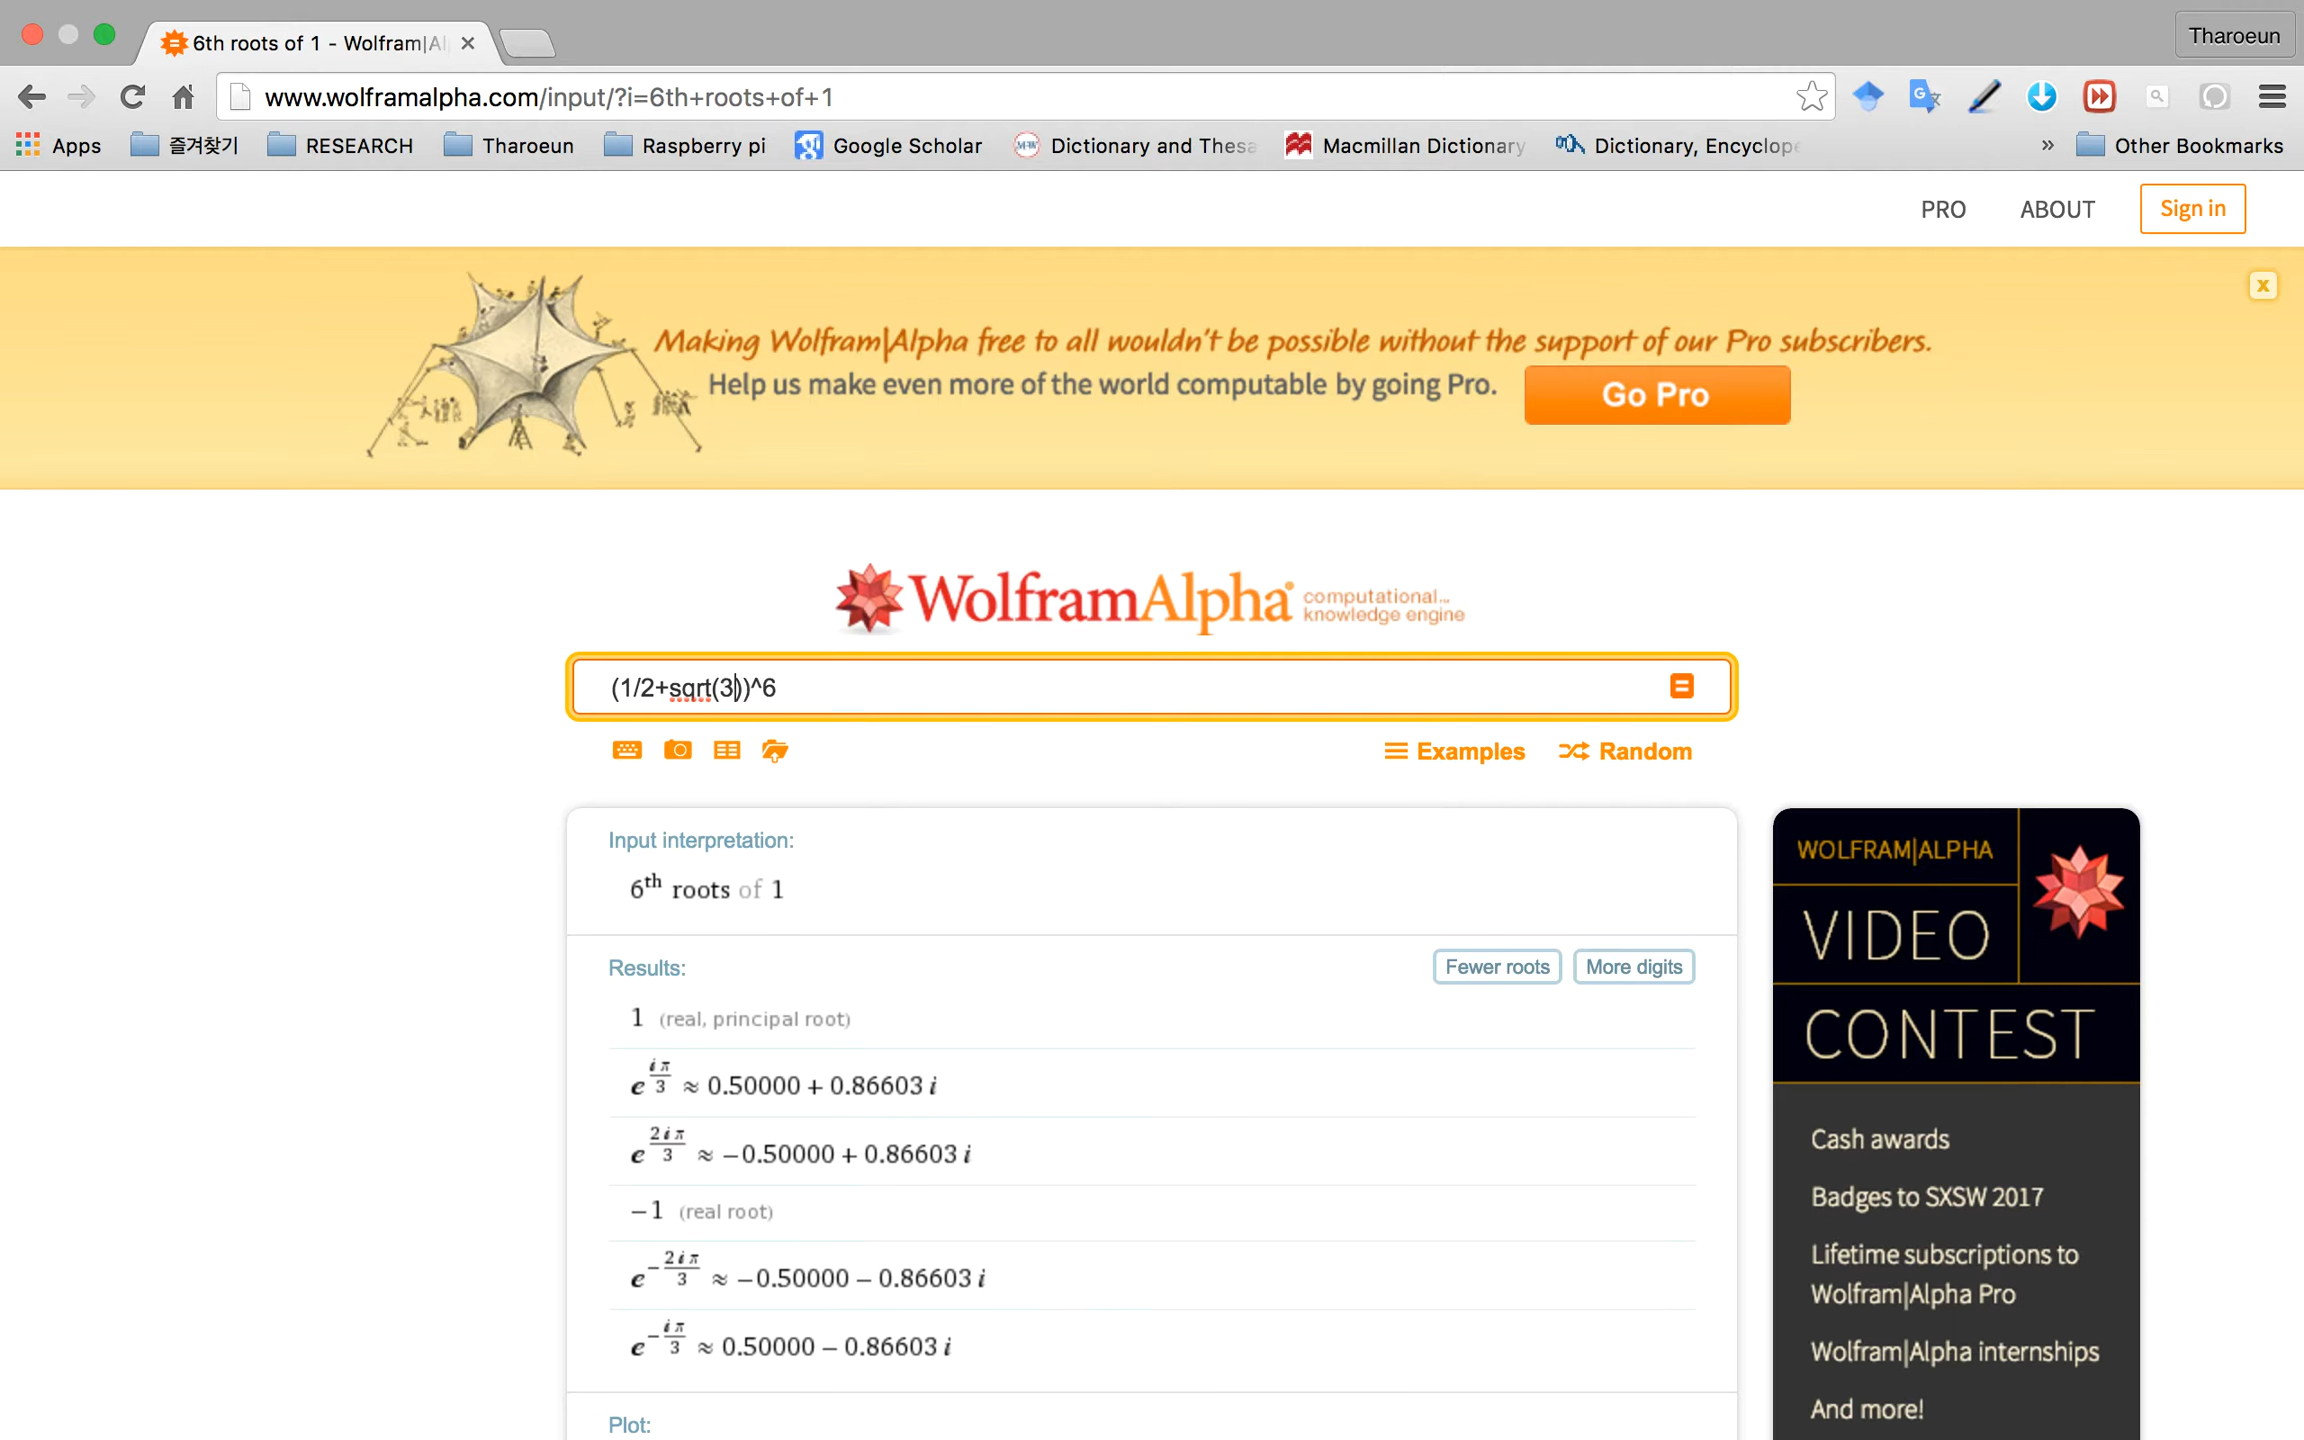 6th roots of 1 - Wolfram|Al
Tharoeun
www.wolframalpha.com/input/?i=6th+roots+of+1
Apps 즐겨찾기 RESEARCH Tharoeun Raspberry pi Google Scholar Dictionary and Thesa Macmillan Dictionary Dictionary, Encyclope » Other Bookmarks
PRO ABOUT Sign in
x
Making Wolfram|Alpha free to all wouldn't be possible without the support of our Pro subscribers.
Help us make even more of the world computable by going Pro. Go Pro
WolframAlpha computational...
knowledge engine
(1/2+sqrt(3))^6
Examples Random
Input interpretation:
6th roots of 1
Results: Fewer roots More digits
1 (real, principal root)
e^(iπ/3) ≈ 0.50000 + 0.86603 i
e^(2iπ/3) ≈ −0.50000 + 0.86603 i
−1 (real root)
e^(−2iπ/3) ≈ −0.50000 − 0.86603 i
e^(−iπ/3) ≈ 0.50000 − 0.86603 i
Plot:
WOLFRAM|ALPHA
VIDEO
CONTEST
Cash awards
Badges to SXSW 2017
Lifetime subscriptions to
Wolfram|Alpha Pro
Wolfram|Alpha internships
And more!